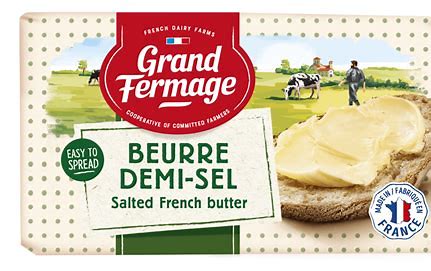 FRENCH DAIRY FARMS
Grand
Fermage
COOPERATIVE OF COMMITTED FARMERS
EASY TO
SPREAD
BEURRE
DEMI-SEL
Salted French butter
MADE IN / FABRIQUÉ EN
FRANCE